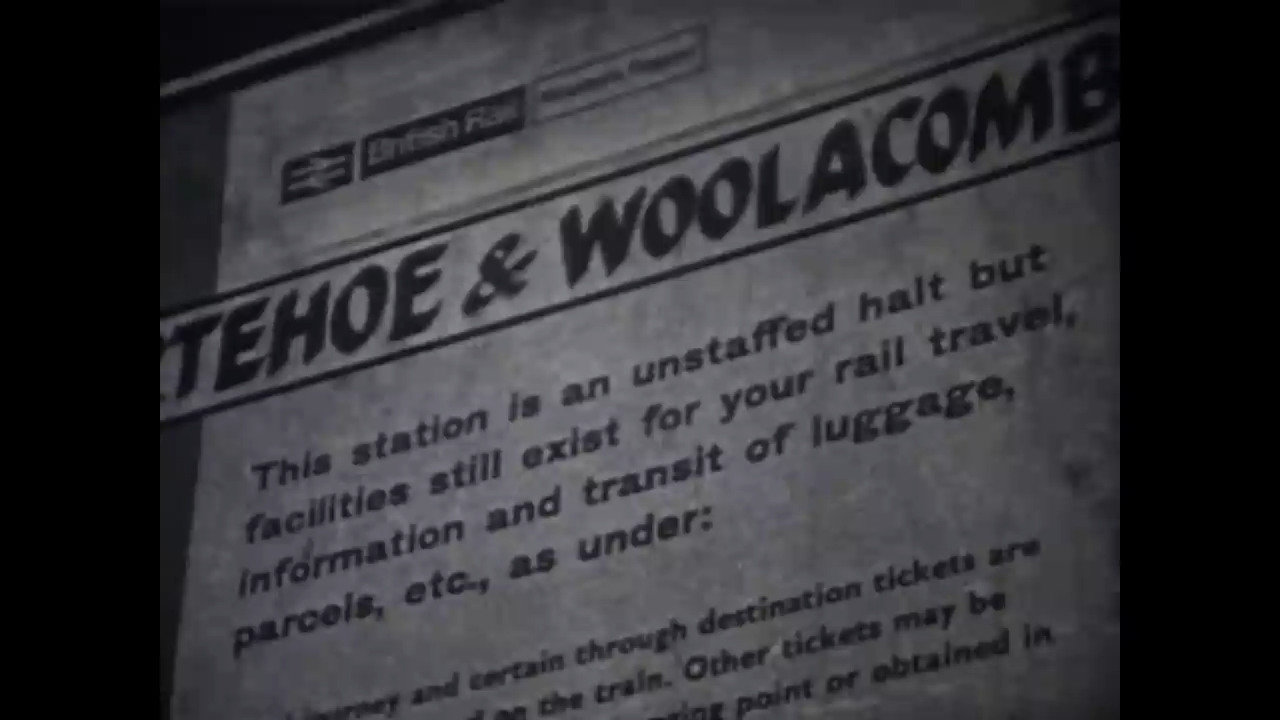 British Rail
TEHOE & WOOLACOMB
This station is an unstaffed halt but
facilities still exist for your rail travel,
information and transit of luggage,
parcels, etc., as under:
and certain through destination tickets are
on the train. Other tickets may be
point or obtained in